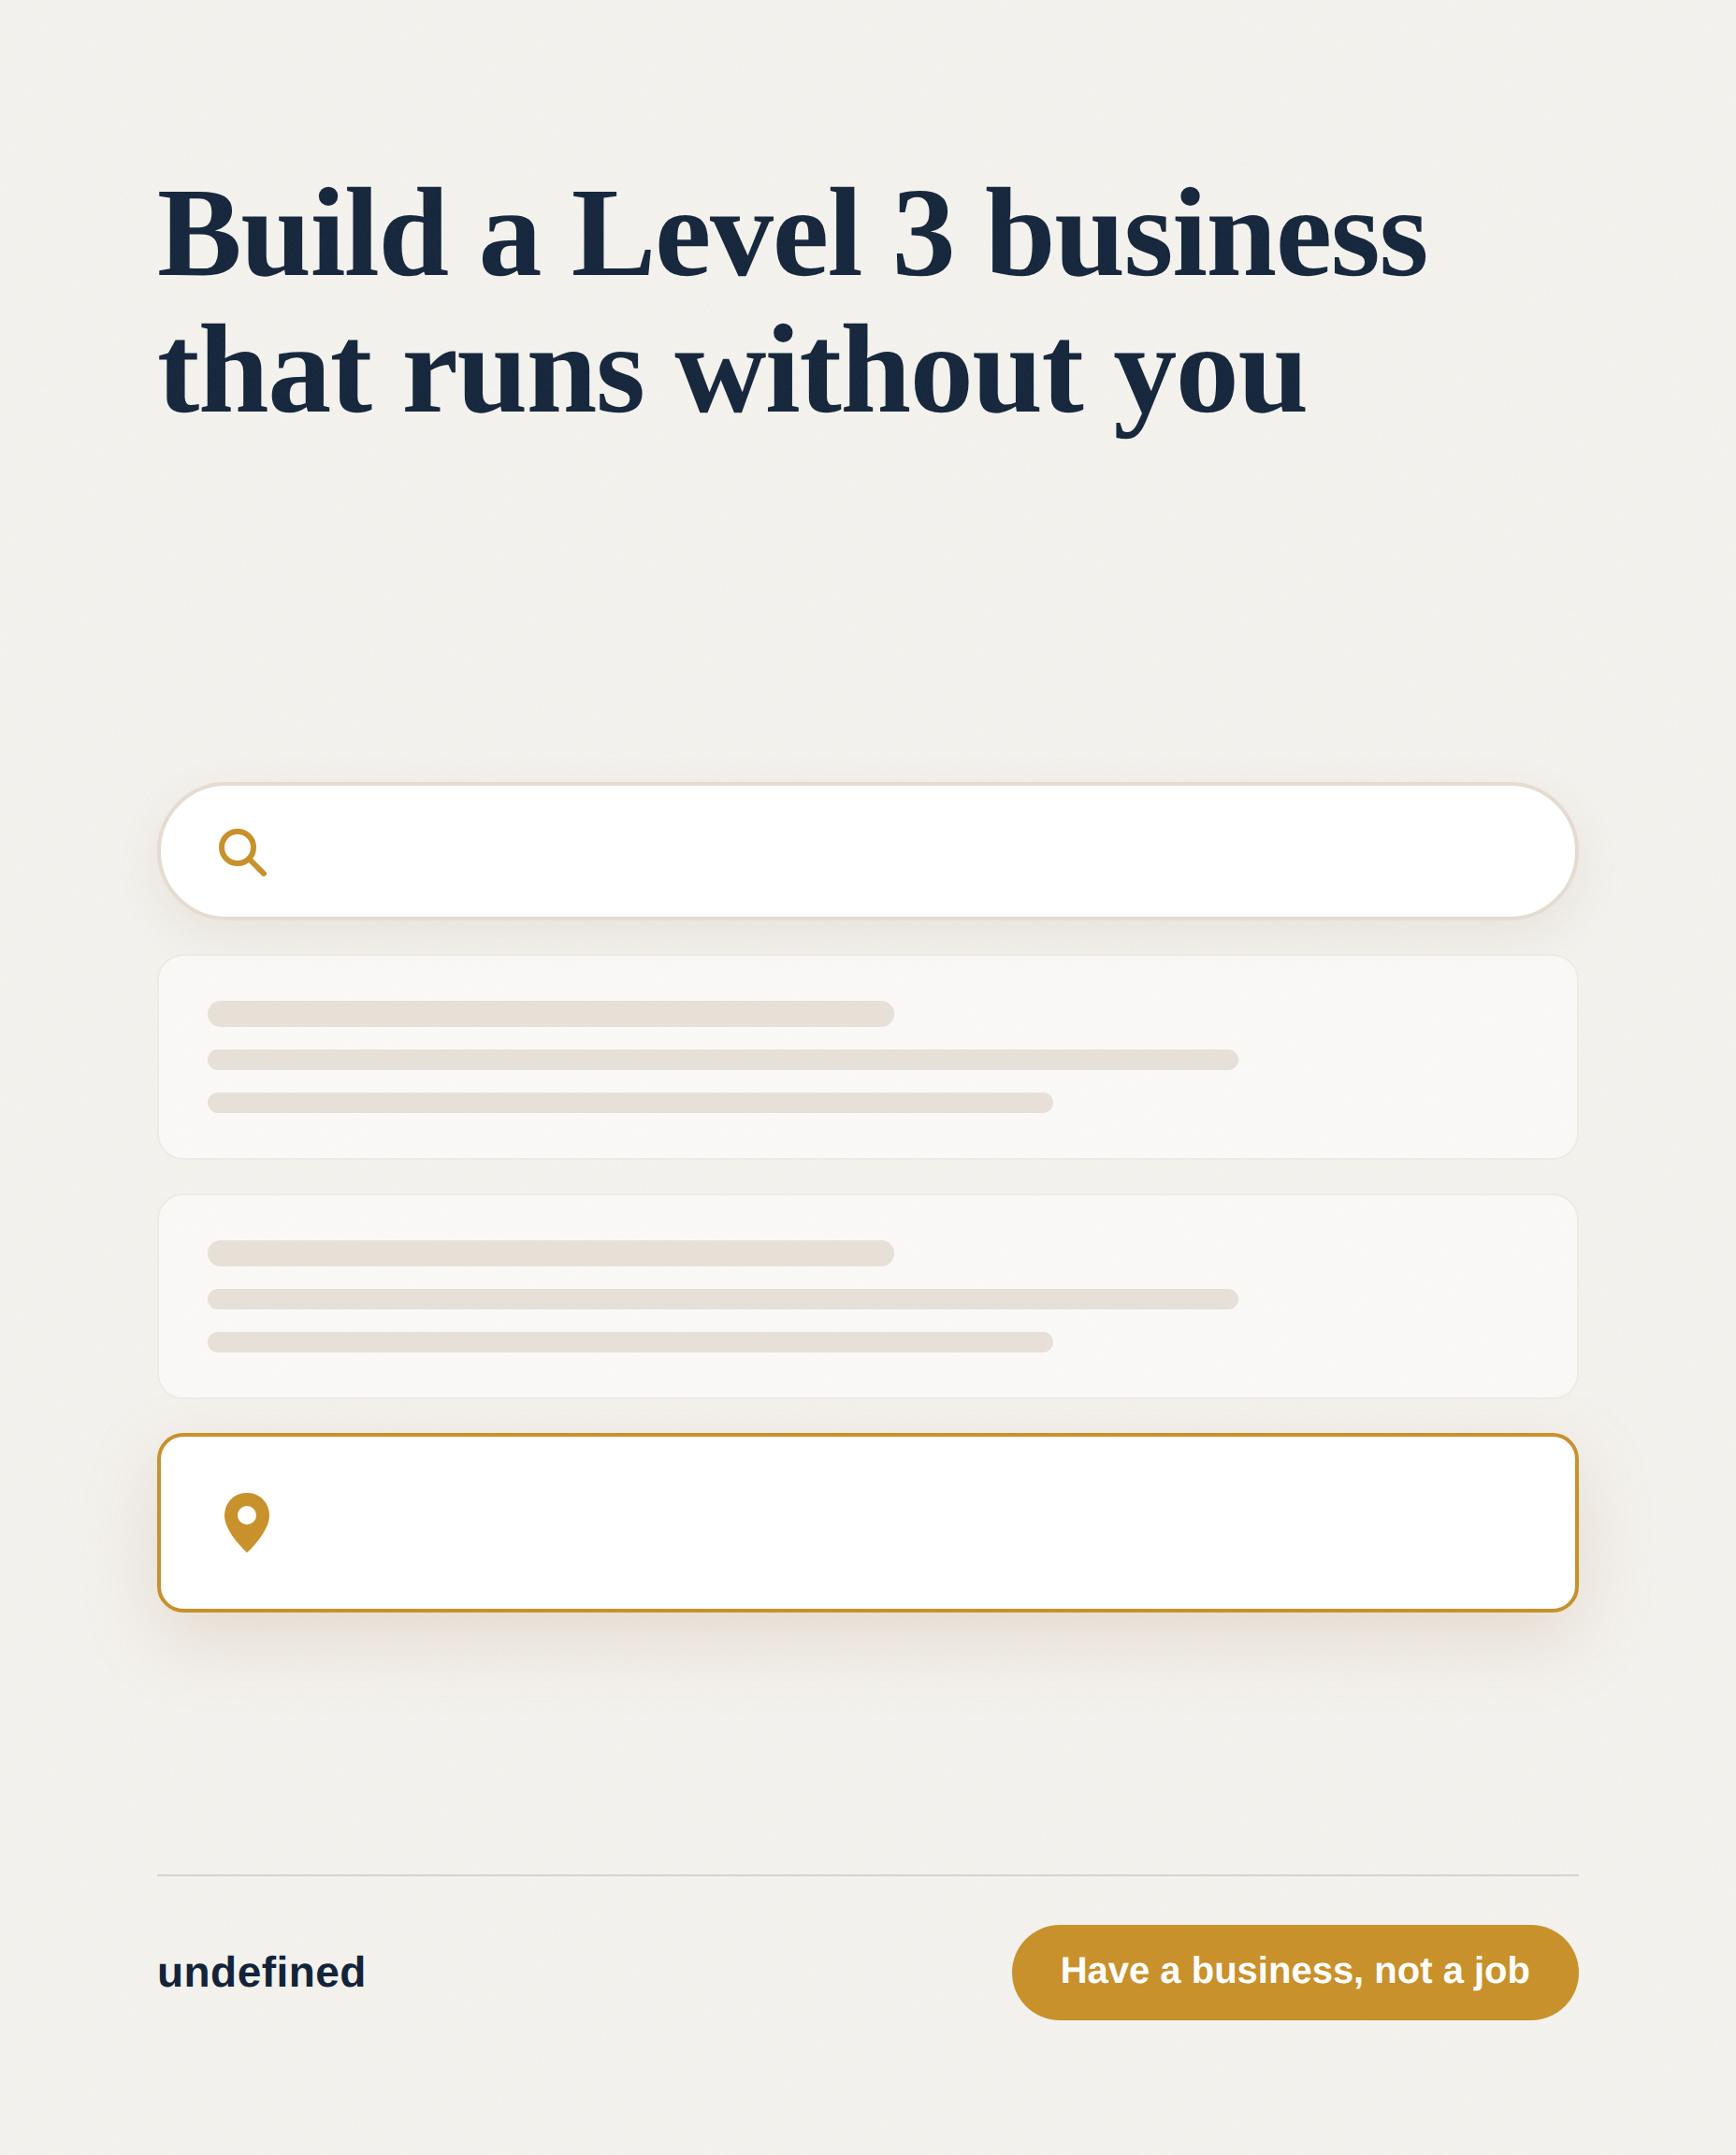 Build a Level 3 business
that runs without you
undefined
Have a business, not a job